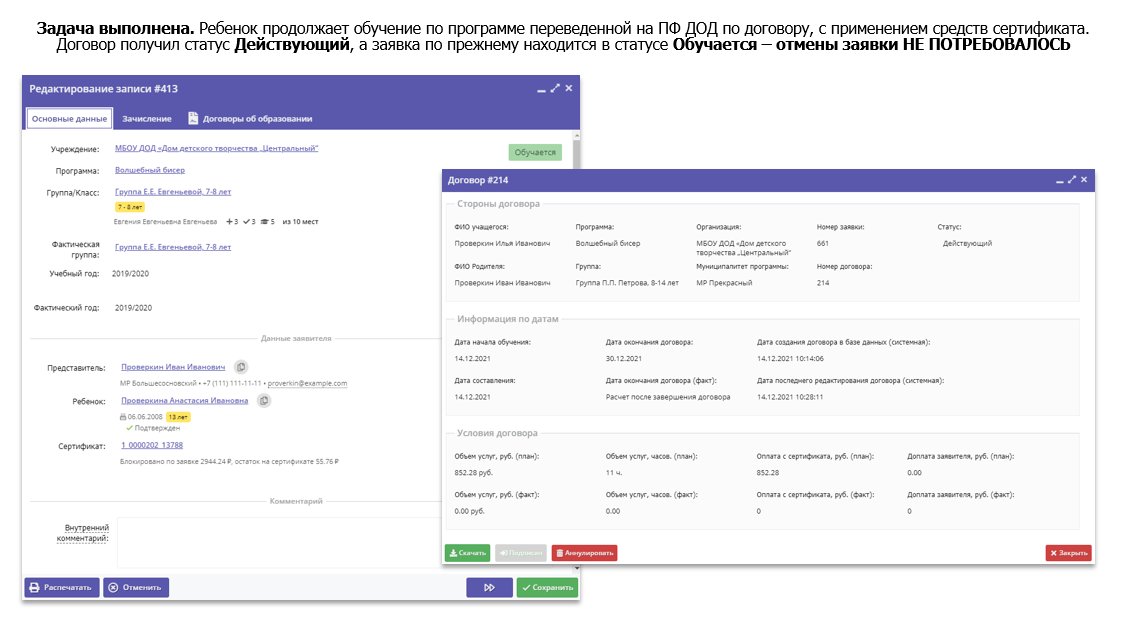 Задача выполнена. Ребенок продолжает обучение по программе переведенной на ПФ ДОД по договору, с применением средств сертификата.
Договор получил статус Действующий, а заявка по прежнему находится в статусе Обучается – отмены заявки НЕ ПОТРЕБОВАЛОСЬ
Редактирование записи #413
Основные данные Зачисление Договоры об образовании
Учреждение: МБОУ ДОД «Дом детского творчества „Центральный"
Обучается
Программа: Волшебный бисер
Группа/Класс: Группа Е.Е. Евгеньевой, 7-8 лет
7 - 8 лет
Евгения Евгеньевна Евгеньева +3 ✓3 5 из 10 мест
Фактическая группа: Группа Е.Е. Евгеньевой, 7-8 лет
Учебный год: 2019/2020
Фактический год: 2019/2020
Данные заявителя
Представитель: Проверкин Иван Иванович
МР Большесосновский • +7 (111) 111-11-11 • proverkin@example.com
Ребенок: Проверкина Анастасия Ивановна
06.06.2008 13 лет
✓ Подтвержден
Сертификат: 1_0000202_13788
Блокировано по заявке 2944.24 ₽, остаток на сертификате 55.76 ₽
Комментарий
Внутренний
комментарий:
Распечатать Отменить Сохранить
Договор #214
Стороны договора
ФИО учащегося: Программа: Организация: Номер заявки: Статус:
Проверкин Илья Иванович Волшебный бисер МБОУ ДОД «Дом детского 661 Действующий
творчества „Центральный"
ФИО Родителя: Группа: Муниципалитет программы: Номер договора:
Проверкин Иван Иванович Группа П.П. Петрова, 8-14 лет МР Прекрасный 214
Информация по датам
Дата начала обучения: Дата окончания договора: Дата создания договора в базе данных (системная):
14.12.2021 30.12.2021 14.12.2021 10:14:06
Дата составления: Дата окончания договора (факт): Дата последнего редактирования договора (системная):
14.12.2021 Расчет после завершения договора 14.12.2021 10:28:11
Условия договора
Объем услуг, руб. (план): Объем услуг, часов. (план): Оплата с сертификата, руб. (план): Доплата заявителя, руб. (план):
852.28 руб. 11 ч. 852.28 0.00
Объем услуг, руб. (факт): Объем услуг, часов. (факт): Оплата с сертификата, руб. (факт): Доплата заявителя, руб. (факт):
0.00 руб. 0.00 0 0
Скачать Подписан Аннулировать Закрыть